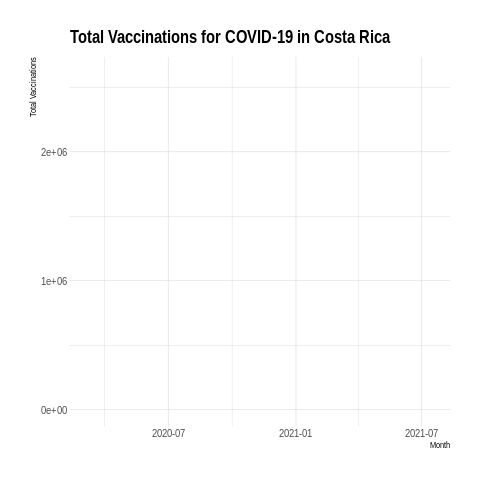 Total Vaccinations for COVID-19 in Costa Rica
Total Vaccinations
2e+06
1e+06
0e+00
2020-07 2021-01 2021-07
Month